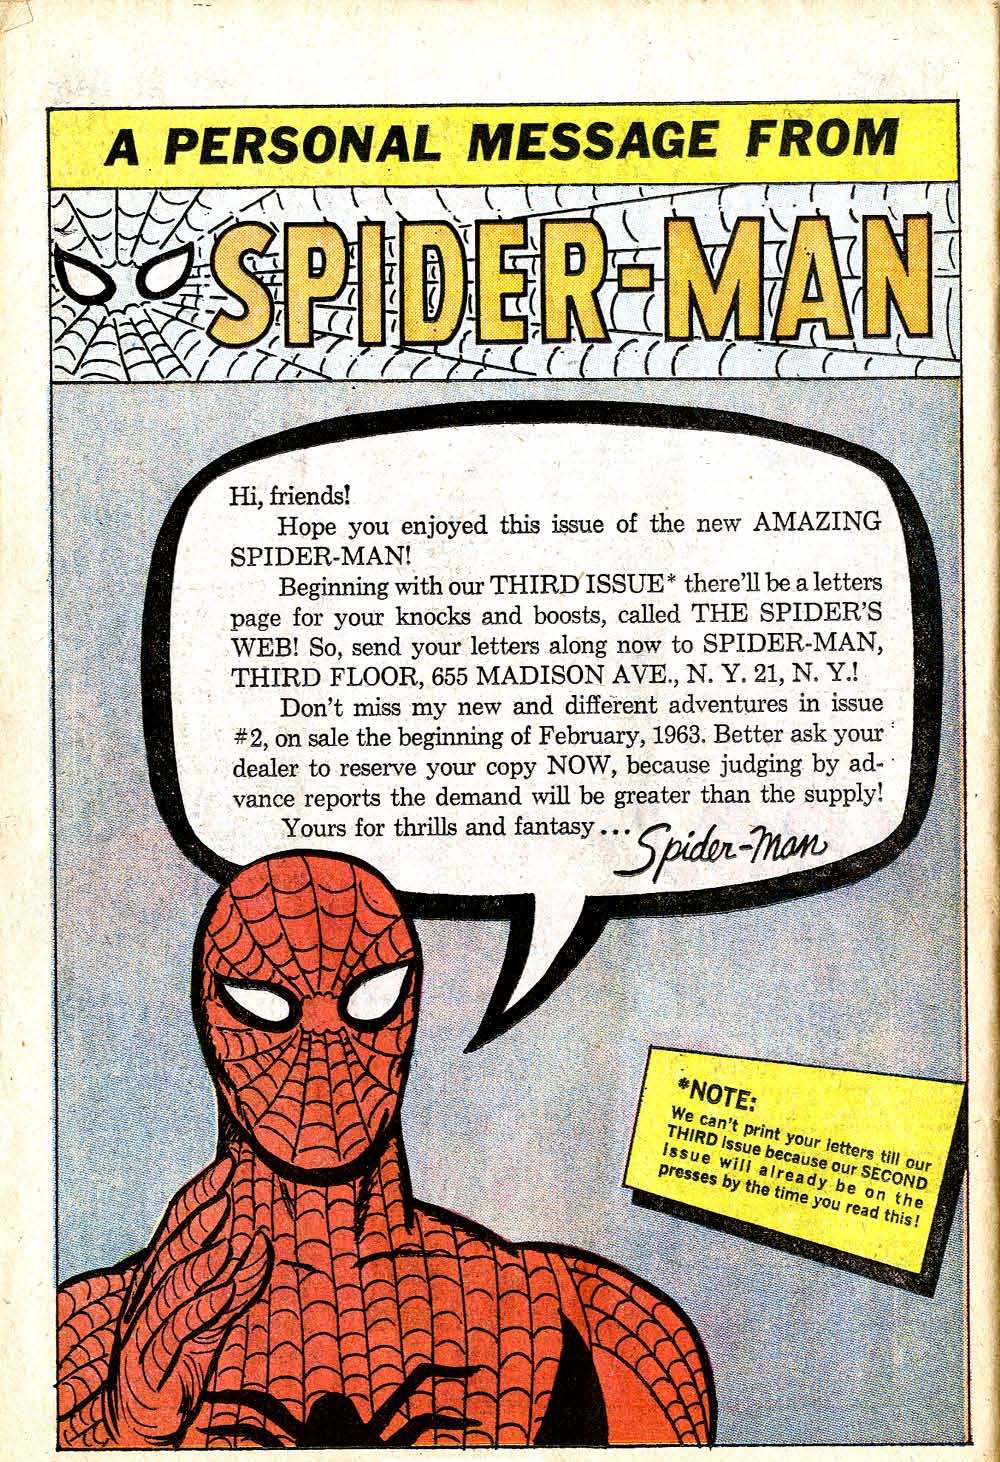 A PERSONAL MESSAGE FROM
SPIDER-MAN
Hi, friends!
Hope you enjoyed this issue of the new AMAZING
SPIDER-MAN!
Beginning with our THIRD ISSUE* there'll be a letters
page for your knocks and boosts, called THE SPIDER'S
WEB! So, send your letters along now to SPIDER-MAN,
THIRD FLOOR, 655 MADISON AVE., N. Y. 21, N. Y.!
Don't miss my new and different adventures in issue
#2, on sale the beginning of February, 1963. Better ask your
dealer to reserve your copy NOW, because judging by ad-
vance reports the demand will be greater than the supply!
Yours for thrills and fantasy...
Spider-Man
*NOTE:
We can't print your letters till our
THIRD Issue because our SECOND
Issue will already be on the
presses by the time you read this!